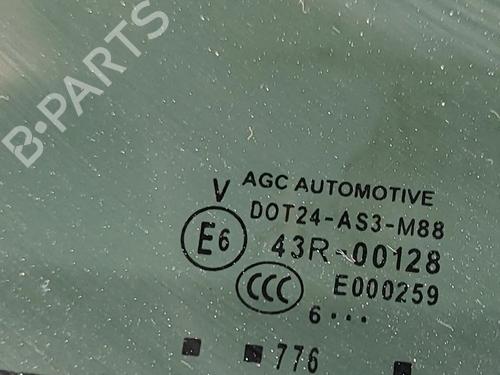 B-PARTS
V AGC AUTOMOTIVE
DOT24-AS3-M88
E6 43R-00128
CCC E000259
6···
776